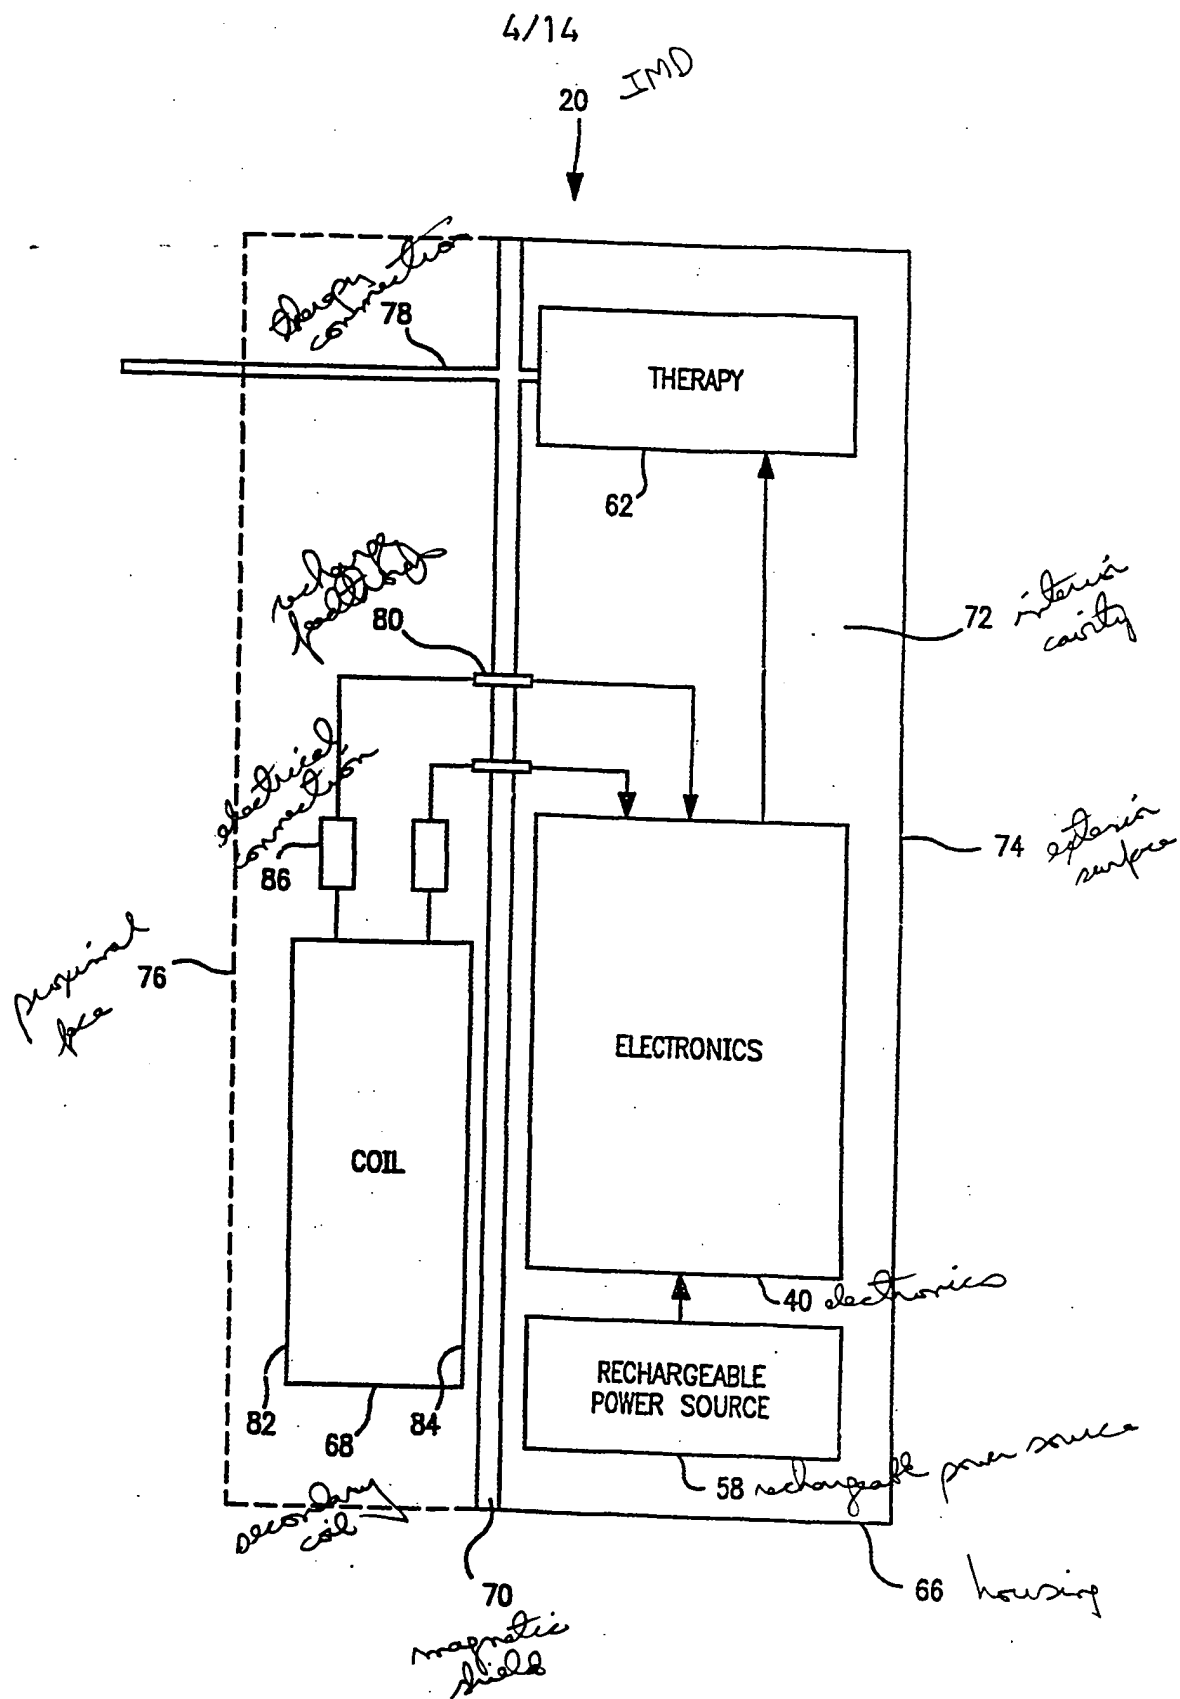 4/14
20 IMD
therapy
connection
78
THERAPY
62
recharge
feedthrough
80
72 interior
cavity
electrical
connection
86
74 exterior
surface
proximal
face
76
ELECTRONICS
COIL
40 electronics
RECHARGEABLE
POWER SOURCE
82
68
84
58 rechargeable power source
secondary
coil
70
magnetic
shield
66 housing